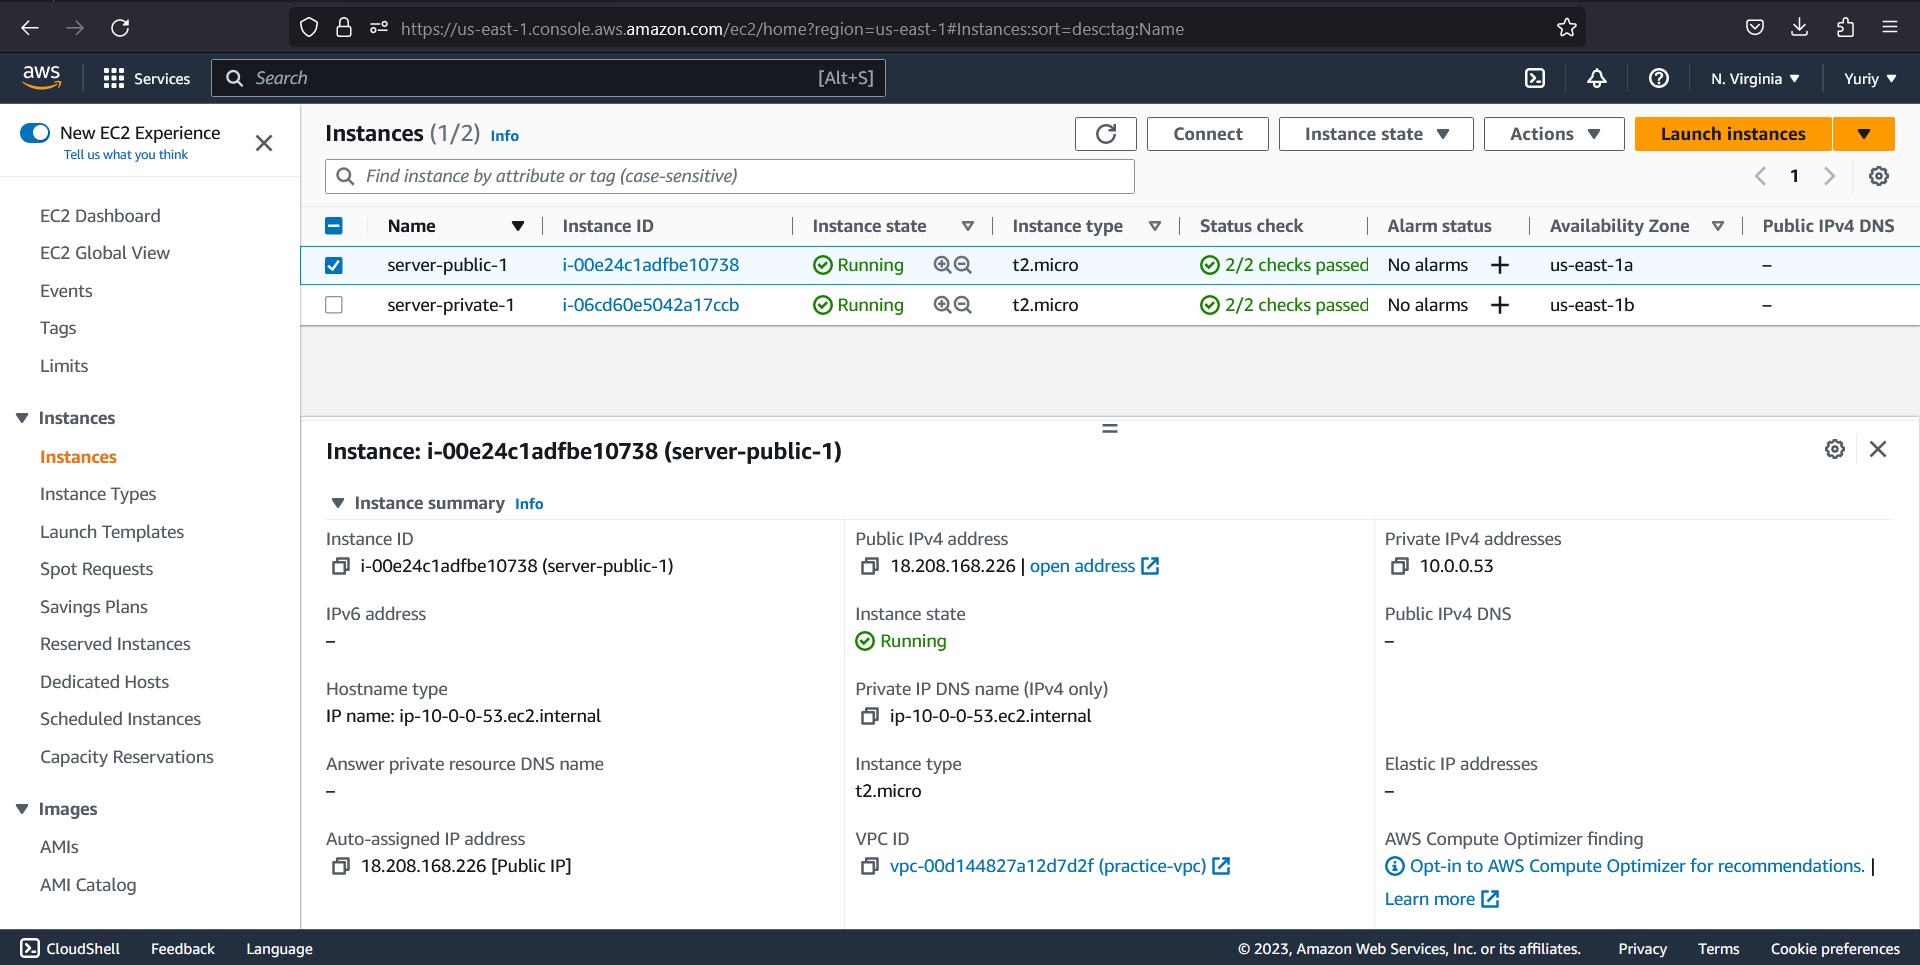 https://us-east-1.console.aws.amazon.com/ec2/home?region=us-east-1#Instances:sort=desc:tag:Name
aws Services Search [Alt+S] N. Virginia Yuriy
New EC2 Experience
Tell us what you think
EC2 Dashboard
EC2 Global View
Events
Tags
Limits
Instances
Instances
Instance Types
Launch Templates
Spot Requests
Savings Plans
Reserved Instances
Dedicated Hosts
Scheduled Instances
Capacity Reservations
Images
AMIs
AMI Catalog
Instances (1/2) Info
Connect Instance state Actions Launch instances
Find instance by attribute or tag (case-sensitive) 1
Name Instance ID Instance state Instance type Status check Alarm status Availability Zone Public IPv4 DNS
server-public-1 i-00e24c1adfbe10738 Running t2.micro 2/2 checks passed No alarms + us-east-1a –
server-private-1 i-06cd60e5042a17ccb Running t2.micro 2/2 checks passed No alarms + us-east-1b –
Instance: i-00e24c1adfbe10738 (server-public-1)
Instance summary Info
Instance ID
i-00e24c1adfbe10738 (server-public-1)
Public IPv4 address
18.208.168.226 | open address
Private IPv4 addresses
10.0.0.53
IPv6 address
–
Instance state
Running
Public IPv4 DNS
–
Hostname type
IP name: ip-10-0-0-53.ec2.internal
Private IP DNS name (IPv4 only)
ip-10-0-0-53.ec2.internal
Answer private resource DNS name
–
Instance type
t2.micro
Elastic IP addresses
–
Auto-assigned IP address
18.208.168.226 [Public IP]
VPC ID
vpc-00d144827a12d7d2f (practice-vpc)
AWS Compute Optimizer finding
Opt-in to AWS Compute Optimizer for recommendations. |
Learn more
CloudShell Feedback Language © 2023, Amazon Web Services, Inc. or its affiliates. Privacy Terms Cookie preferences